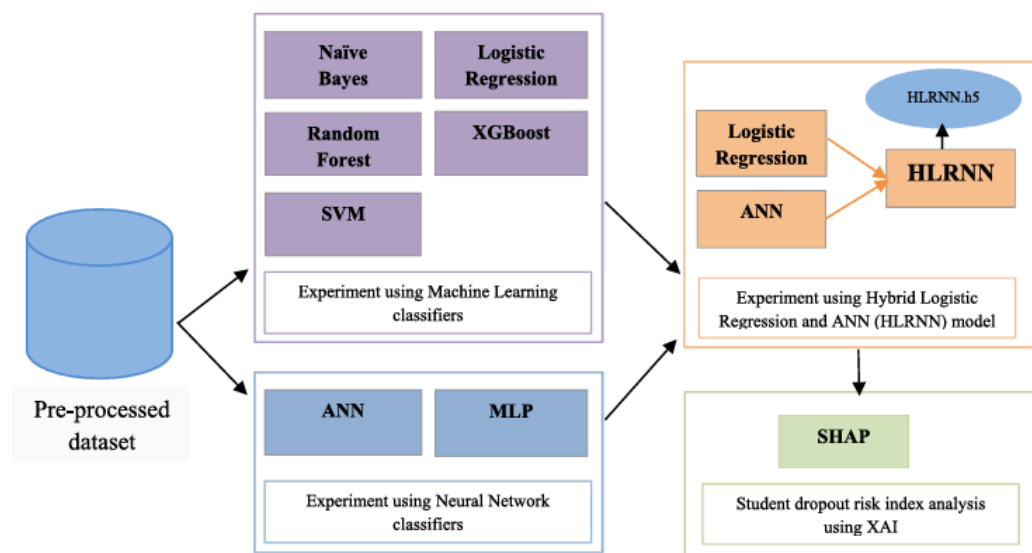 Pre-processed
dataset
Naïve
Bayes
Logistic
Regression
Random
Forest
XGBoost
SVM
Experiment using Machine Learning
classifiers
ANN
MLP
Experiment using Neural Network
classifiers
HLRNN.h5
Logistic
Regression
HLRNN
ANN
Experiment using Hybrid Logistic
Regression and ANN (HLRNN) model
SHAP
Student dropout risk index analysis
using XAI